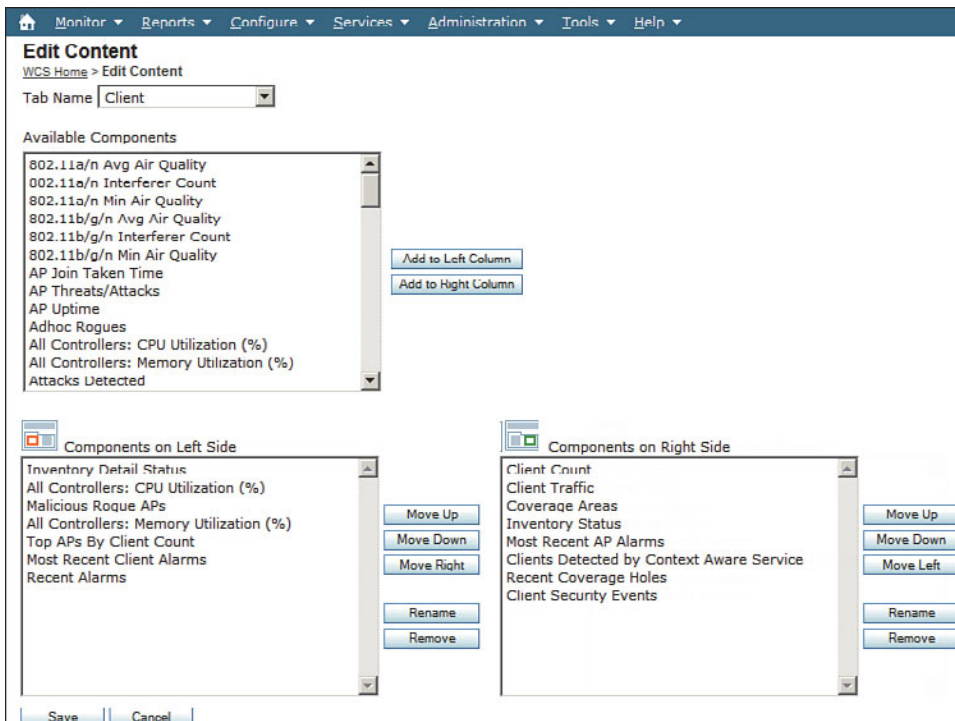 Monitor Reports Configure Services Administration Tools Help
Edit Content
WCS Home > Edit Content
Tab Name Client
Available Components
802.11a/n Avg Air Quality
802.11a/n Interferer Count
802.11a/n Min Air Quality
802.11b/g/n Avg Air Quality
802.11b/g/n Interferer Count
802.11b/g/n Min Air Quality
AP Join Taken Time
AP Threats/Attacks
AP Uptime
Adhoc Rogues
All Controllers: CPU Utilization (%)
All Controllers: Memory Utilization (%)
Attacks Detected
Add to Left Column
Add to Right Column
Components on Left Side
Inventory Detail Status
All Controllers: CPU Utilization (%)
Malicious Rogue APs
All Controllers: Memory Utilization (%)
Top APs By Client Count
Most Recent Client Alarms
Recent Alarms
Move Up
Move Down
Move Right
Rename
Remove
Components on Right Side
Client Count
Client Traffic
Coverage Areas
Inventory Status
Most Recent AP Alarms
Clients Detected by Context Aware Service
Recent Coverage Holes
Client Security Events
Move Up
Move Down
Move Left
Rename
Remove
Save Cancel